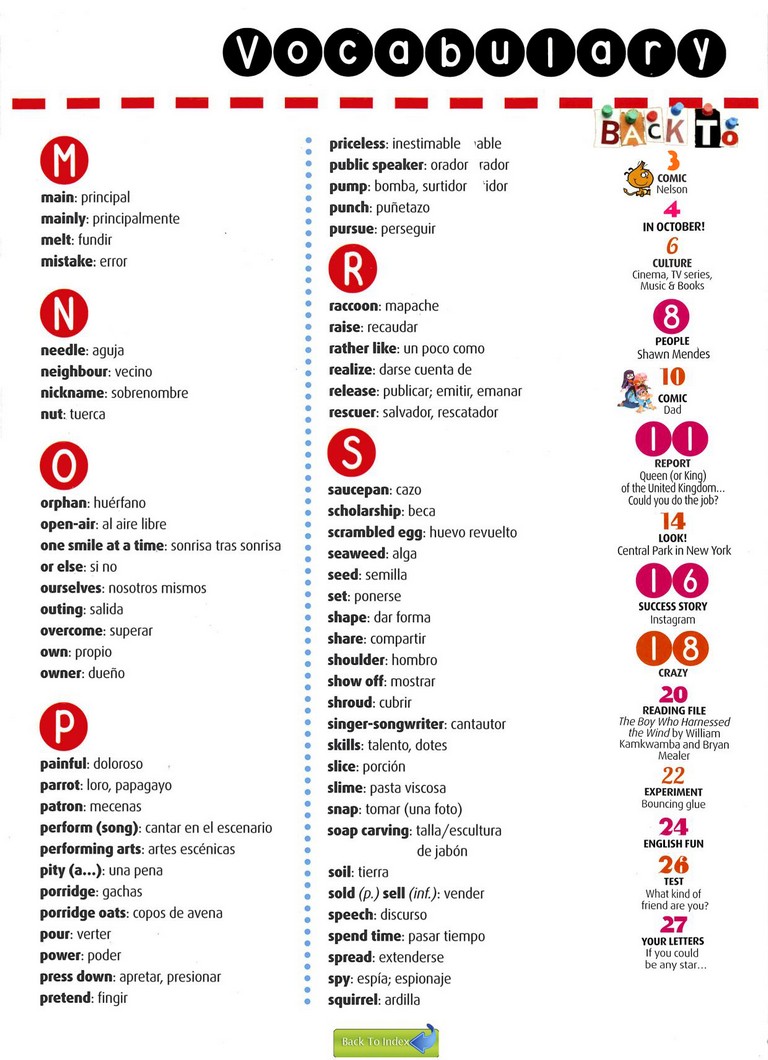 Vocabulary
M
main: principal
mainly: principalmente
melt: fundir
mistake: error
N
needle: aguja
neighbour: vecino
nickname: sobrenombre
nut: tuerca
O
orphan: huérfano
open-air: al aire libre
one smile at a time: sonrisa tras sonrisa
or else: si no
ourselves: nosotros mismos
outing: salida
overcome: superar
own: propio
owner: dueño
P
painful: doloroso
parrot: loro, papagayo
patron: mecenas
perform (song): cantar en el escenario
performing arts: artes escénicas
pity (a...): una pena
porridge: gachas
porridge oats: copos de avena
pour: verter
power: poder
press down: apretar, presionar
pretend: fingir
priceless: inestimable able
public speaker: orador rador
pump: bomba, surtidor idor
punch: puñetazo
pursue: perseguir
R
raccoon: mapache
raise: recaudar
rather like: un poco como
realize: darse cuenta de
release: publicar; emitir, emanar
rescuer: salvador, rescatador
S
saucepan: cazo
scholarship: beca
scrambled egg: huevo revuelto
seaweed: alga
seed: semilla
set: ponerse
shape: dar forma
share: compartir
shoulder: hombro
show off: mostrar
shroud: cubrir
singer-songwriter: cantautor
skills: talento, dotes
slice: porción
slime: pasta viscosa
snap: tomar (una foto)
soap carving: talla/escultura
de jabón
soil: tierra
sold (p.) sell (inf.): vender
speech: discurso
spend time: pasar tiempo
spread: extenderse
spy: espía; espionaje
squirrel: ardilla
BACK TO
3
COMIC
Nelson
4
IN OCTOBER!
6
CULTURE
Cinema, TV series,
Music & Books
8
PEOPLE
Shawn Mendes
10
COMIC
Dad
11
REPORT
Queen (or King)
of the United Kingdom...
Could you do the job?
14
LOOK!
Central Park in New York
16
SUCCESS STORY
Instagram
18
CRAZY
20
READING FILE
The Boy Who Harnessed
the Wind by William
Kamkwamba and Bryan
Mealer
22
EXPERIMENT
Bouncing glue
24
ENGLISH FUN
26
TEST
What kind of
friend are you?
27
YOUR LETTERS
If you could
be any star...
Back To Index